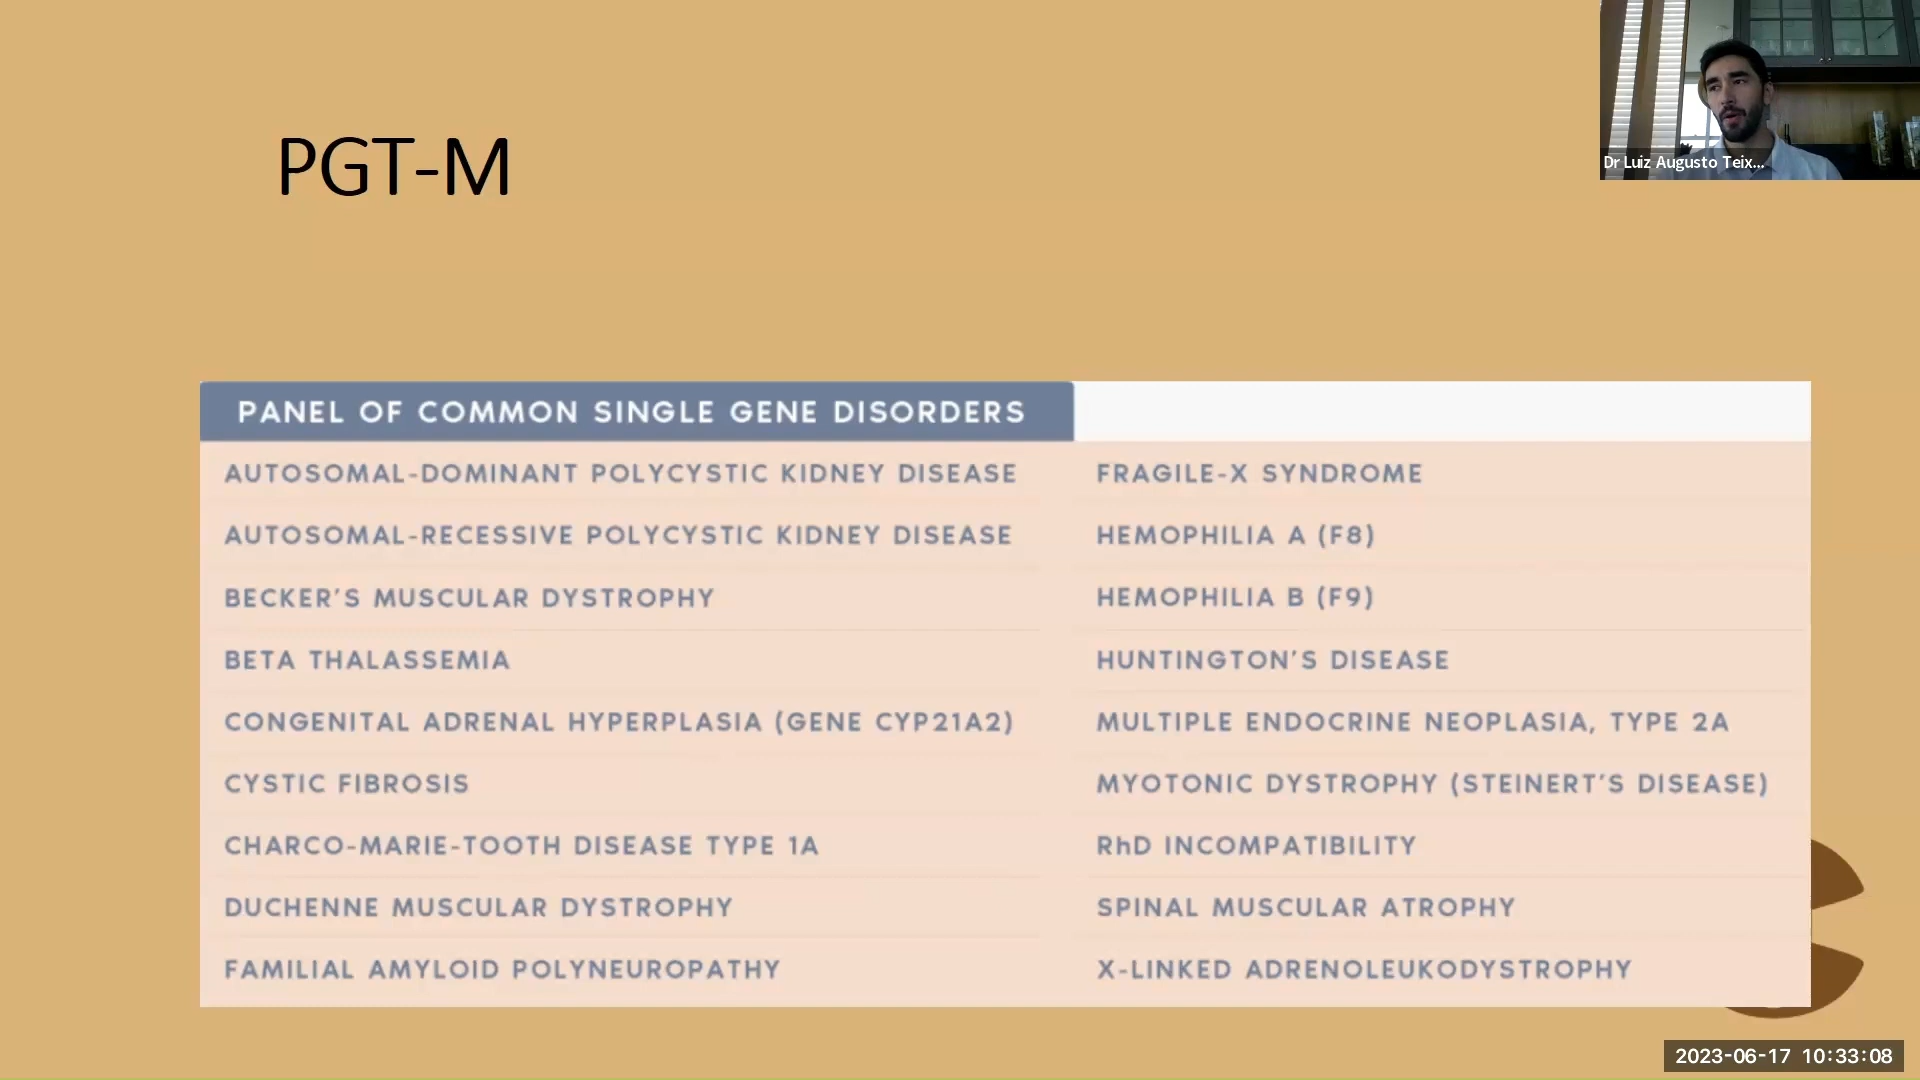 PGT-M
Dr Luiz Augusto Teix...
PANEL OF COMMON SINGLE GENE DISORDERS
AUTOSOMAL-DOMINANT POLYCYSTIC KIDNEY DISEASE
AUTOSOMAL-RECESSIVE POLYCYSTIC KIDNEY DISEASE
BECKER’S MUSCULAR DYSTROPHY
BETA THALASSEMIA
CONGENITAL ADRENAL HYPERPLASIA (GENE CYP21A2)
CYSTIC FIBROSIS
CHARCO-MARIE-TOOTH DISEASE TYPE 1A
DUCHENNE MUSCULAR DYSTROPHY
FAMILIAL AMYLOID POLYNEUROPATHY
FRAGILE-X SYNDROME
HEMOPHILIA A (F8)
HEMOPHILIA B (F9)
HUNTINGTON’S DISEASE
MULTIPLE ENDOCRINE NEOPLASIA, TYPE 2A
MYOTONIC DYSTROPHY (STEINERT’S DISEASE)
RhD INCOMPATIBILITY
SPINAL MUSCULAR ATROPHY
X-LINKED ADRENOLEUKODYSTROPHY
2023-06-17 10:33:08